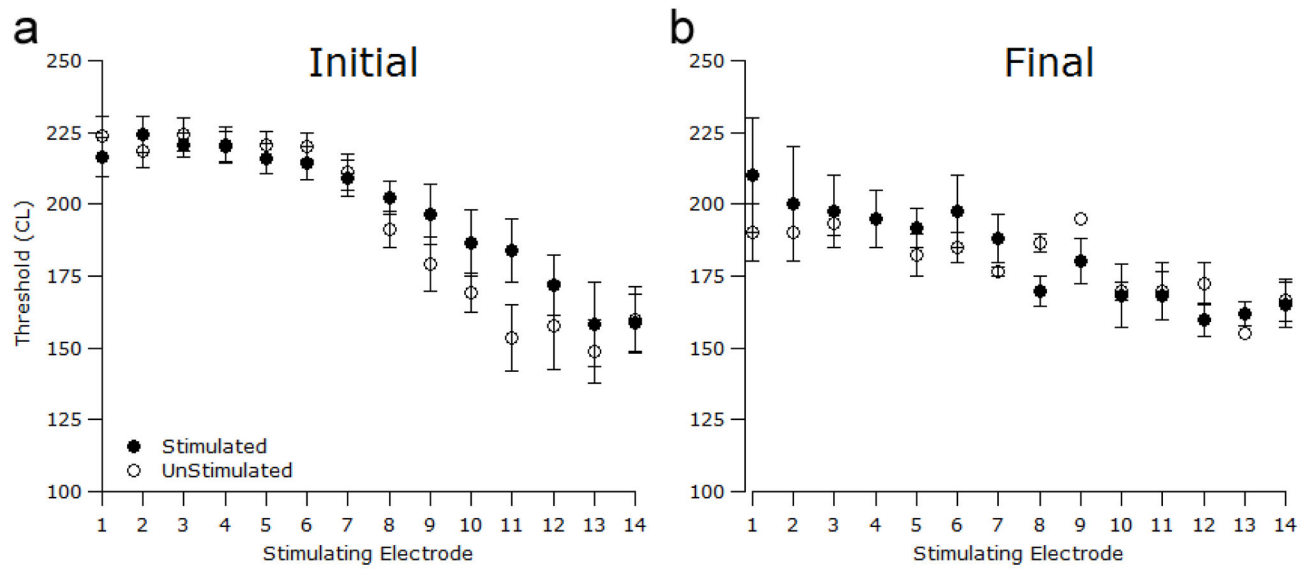 a
Initial
250
225
200
175
150
125
100
Threshold (CL)
Stimulated
UnStimulated
1 2 3 4 5 6 7 8 9 10 11 12 13 14
Stimulating Electrode
b
Final
250
225
200
175
150
125
100
1 2 3 4 5 6 7 8 9 10 11 12 13 14
Stimulating Electrode